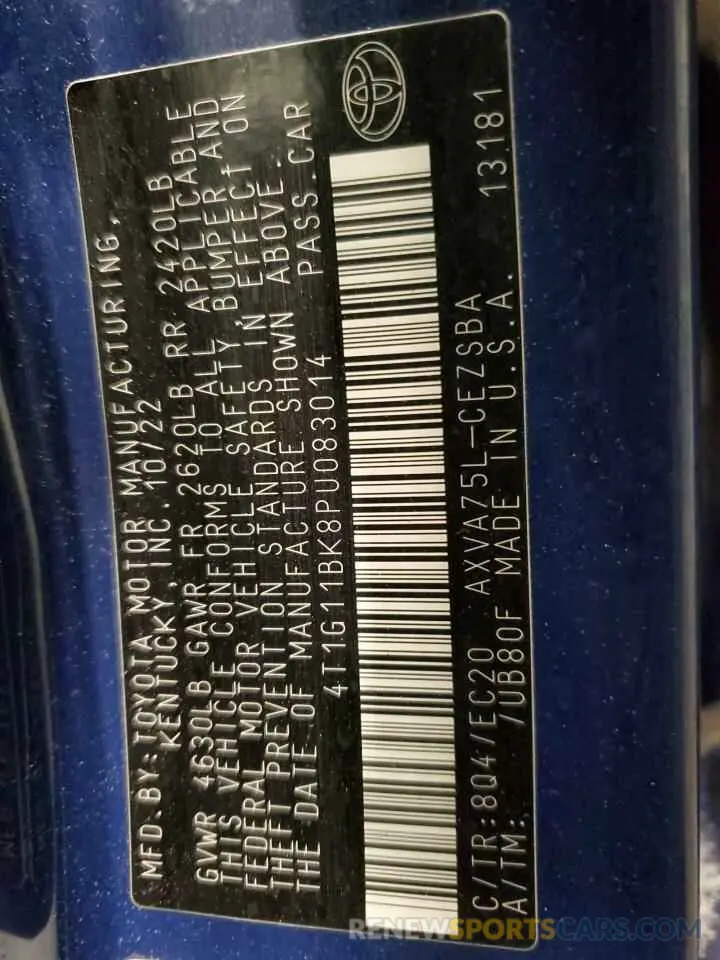 MFD. BY: TOYOTA MOTOR MANUFACTURING,
KENTUCKY, INC. 10/22
GVWR 4630LB GAWR FR 2620LB RR 2420LB
THIS VEHICLE CONFORMS TO ALL APPLICABLE
FEDERAL MOTOR VEHICLE SAFETY, BUMPER, AND
THEFT PREVENTION STANDARDS IN EFFECT ON
THE DATE OF MANUFACTURE SHOWN ABOVE.
4T1G11BK8PU083014 PASS. CAR
C/TR: 8Q4/EC20 AXVA75L-CEZSBA 13181
A/TM: /UB80F MADE IN U.S.A.
RENEWSPORTSCARS.COM